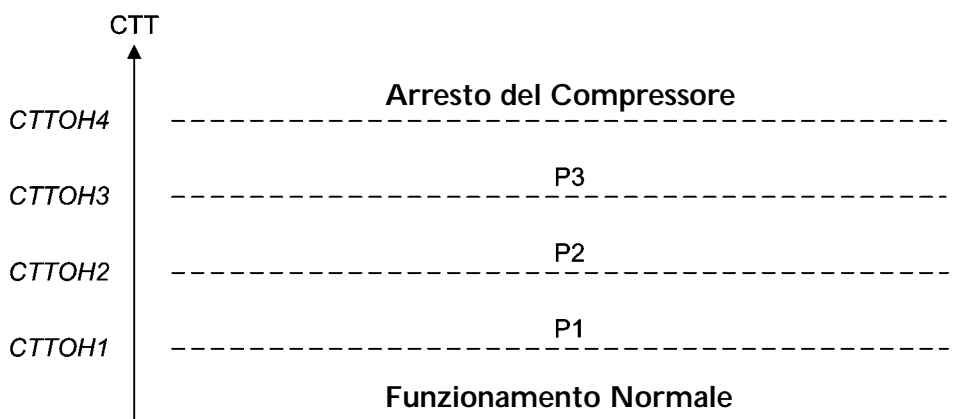 CTT
Arresto del Compressore
CTTOH4
P3
CTTOH3
P2
CTTOH2
P1
CTTOH1
Funzionamento Normale